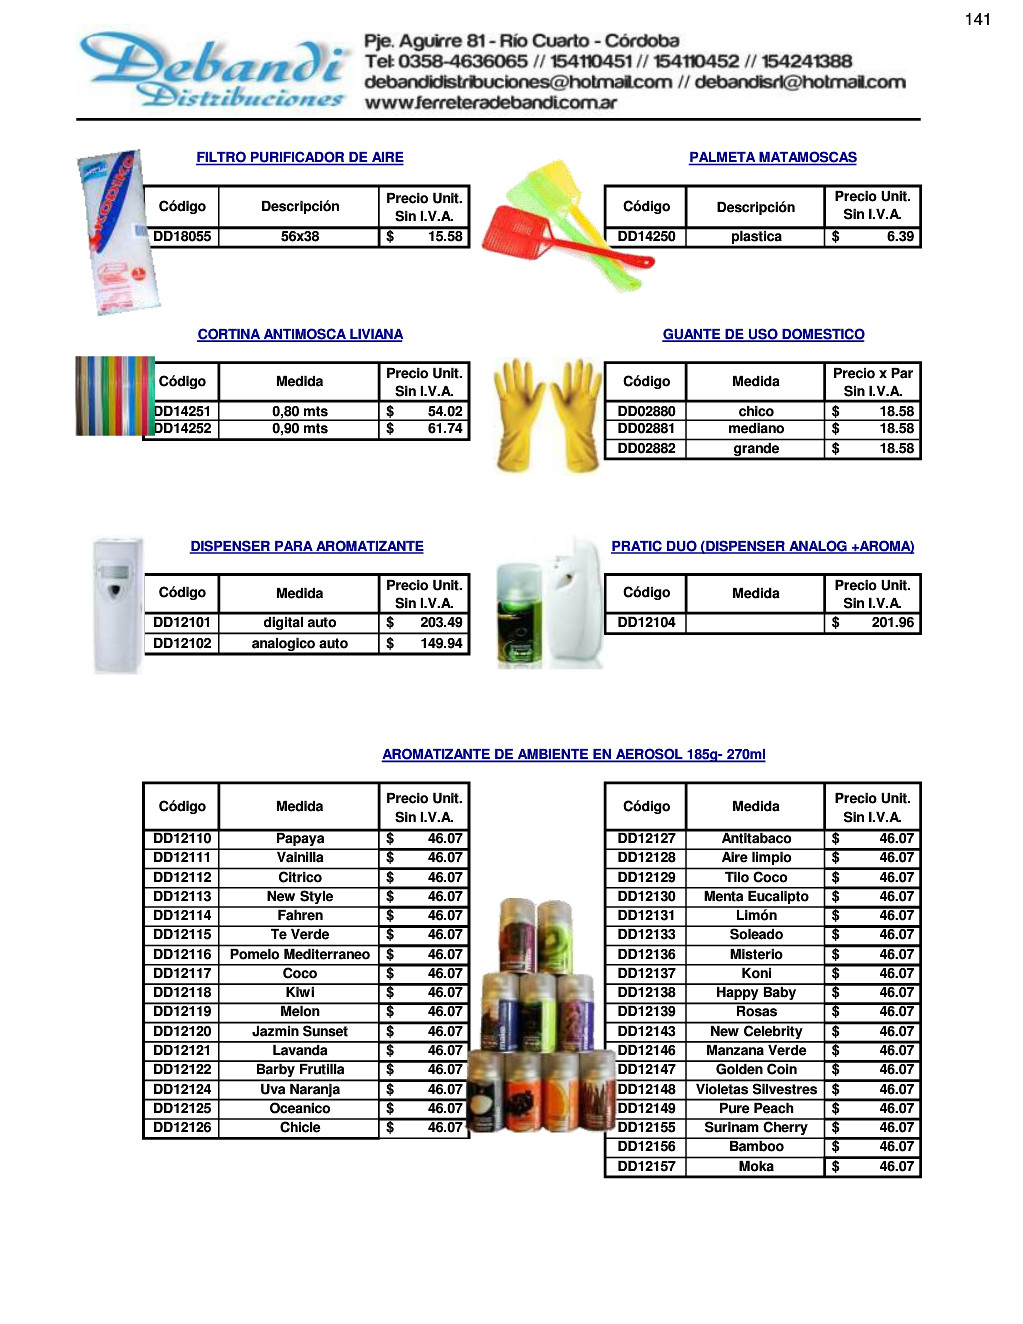 141
Debandi
Distribuciones
Pje. Aguirre 81 - Río Cuarto - Córdoba
Tel: 0358-4636065 // 154110451 // 154110452 // 154241388
debandidistribuciones@hotmail.com // debandisrl@hotmail.com
www.ferreteradebandi.com.ar
FILTRO PURIFICADOR DE AIRE
Código Descripción Precio Unit. Sin I.V.A.
DD18055 56x38 $ 15.58
KODIKO
PALMETA MATAMOSCAS
Código Descripción Precio Unit. Sin I.V.A.
DD14250 plastica $ 6.39
CORTINA ANTIMOSCA LIVIANA
Código Medida Precio Unit. Sin I.V.A.
DD14251 0,80 mts $ 54.02
DD14252 0,90 mts $ 61.74
GUANTE DE USO DOMESTICO
Código Medida Precio x Par Sin I.V.A.
DD02880 chico $ 18.58
DD02881 mediano $ 18.58
DD02882 grande $ 18.58
DISPENSER PARA AROMATIZANTE
Código Medida Precio Unit. Sin I.V.A.
DD12101 digital auto $ 203.49
DD12102 analogico auto $ 149.94
PRATIC DUO (DISPENSER ANALOG +AROMA)
Código Medida Precio Unit. Sin I.V.A.
DD12104 $ 201.96
AROMATIZANTE DE AMBIENTE EN AEROSOL 185g- 270ml
Código Medida Precio Unit. Sin I.V.A.
DD12110 Papaya $ 46.07
DD12111 Vainilla $ 46.07
DD12112 Citrico $ 46.07
DD12113 New Style $ 46.07
DD12114 Fahren $ 46.07
DD12115 Te Verde $ 46.07
DD12116 Pomelo Mediterraneo $ 46.07
DD12117 Coco $ 46.07
DD12118 Kiwi $ 46.07
DD12119 Melon $ 46.07
DD12120 Jazmin Sunset $ 46.07
DD12121 Lavanda $ 46.07
DD12122 Barby Frutilla $ 46.07
DD12124 Uva Naranja $ 46.07
DD12125 Oceanico $ 46.07
DD12126 Chicle $ 46.07
Código Medida Precio Unit. Sin I.V.A.
DD12127 Antitabaco $ 46.07
DD12128 Aire limpio $ 46.07
DD12129 Tilo Coco $ 46.07
DD12130 Menta Eucalipto $ 46.07
DD12131 Limón $ 46.07
DD12133 Soleado $ 46.07
DD12136 Misterio $ 46.07
DD12137 Koni $ 46.07
DD12138 Happy Baby $ 46.07
DD12139 Rosas $ 46.07
DD12143 New Celebrity $ 46.07
DD12146 Manzana Verde $ 46.07
DD12147 Golden Coin $ 46.07
DD12148 Violetas Silvestres $ 46.07
DD12149 Pure Peach $ 46.07
DD12155 Surinam Cherry $ 46.07
DD12156 Bamboo $ 46.07
DD12157 Moka $ 46.07